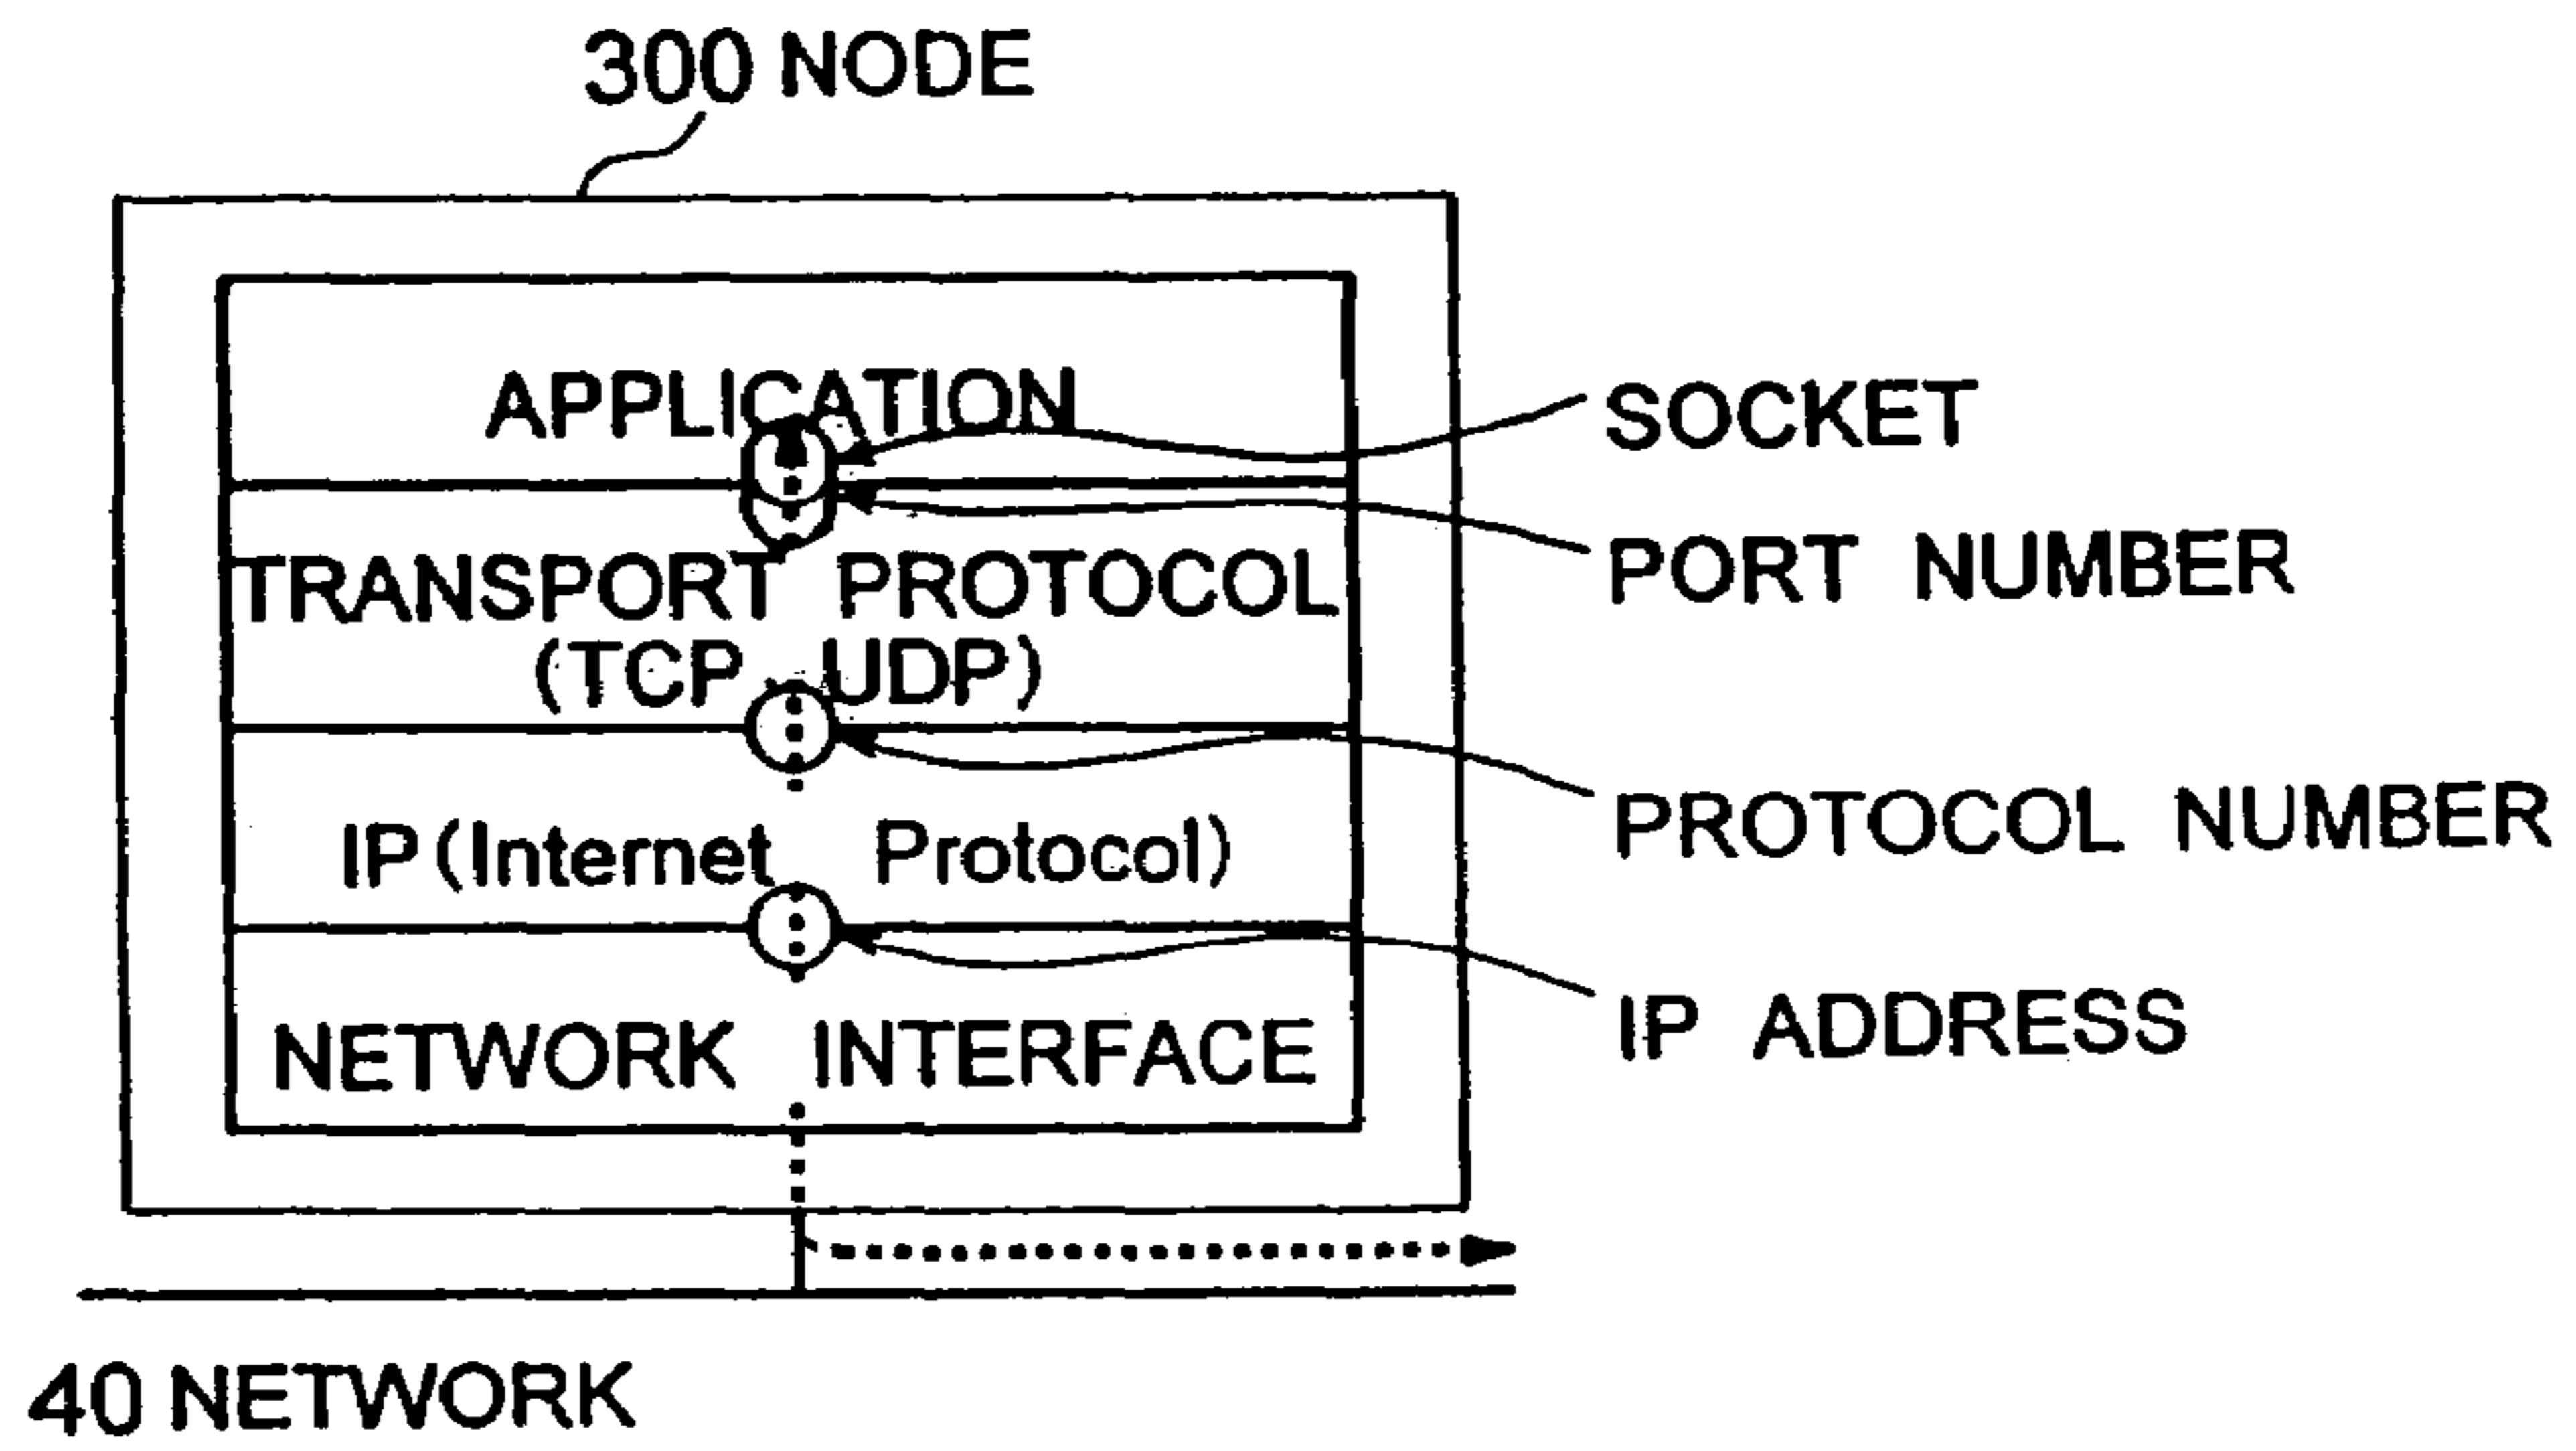 300 NODE
APPLICATION
SOCKET
PORT NUMBER
TRANSPORT PROTOCOL
(TCP, UDP)
PROTOCOL NUMBER
IP(Internet Protocol)
IP ADDRESS
NETWORK INTERFACE
40 NETWORK